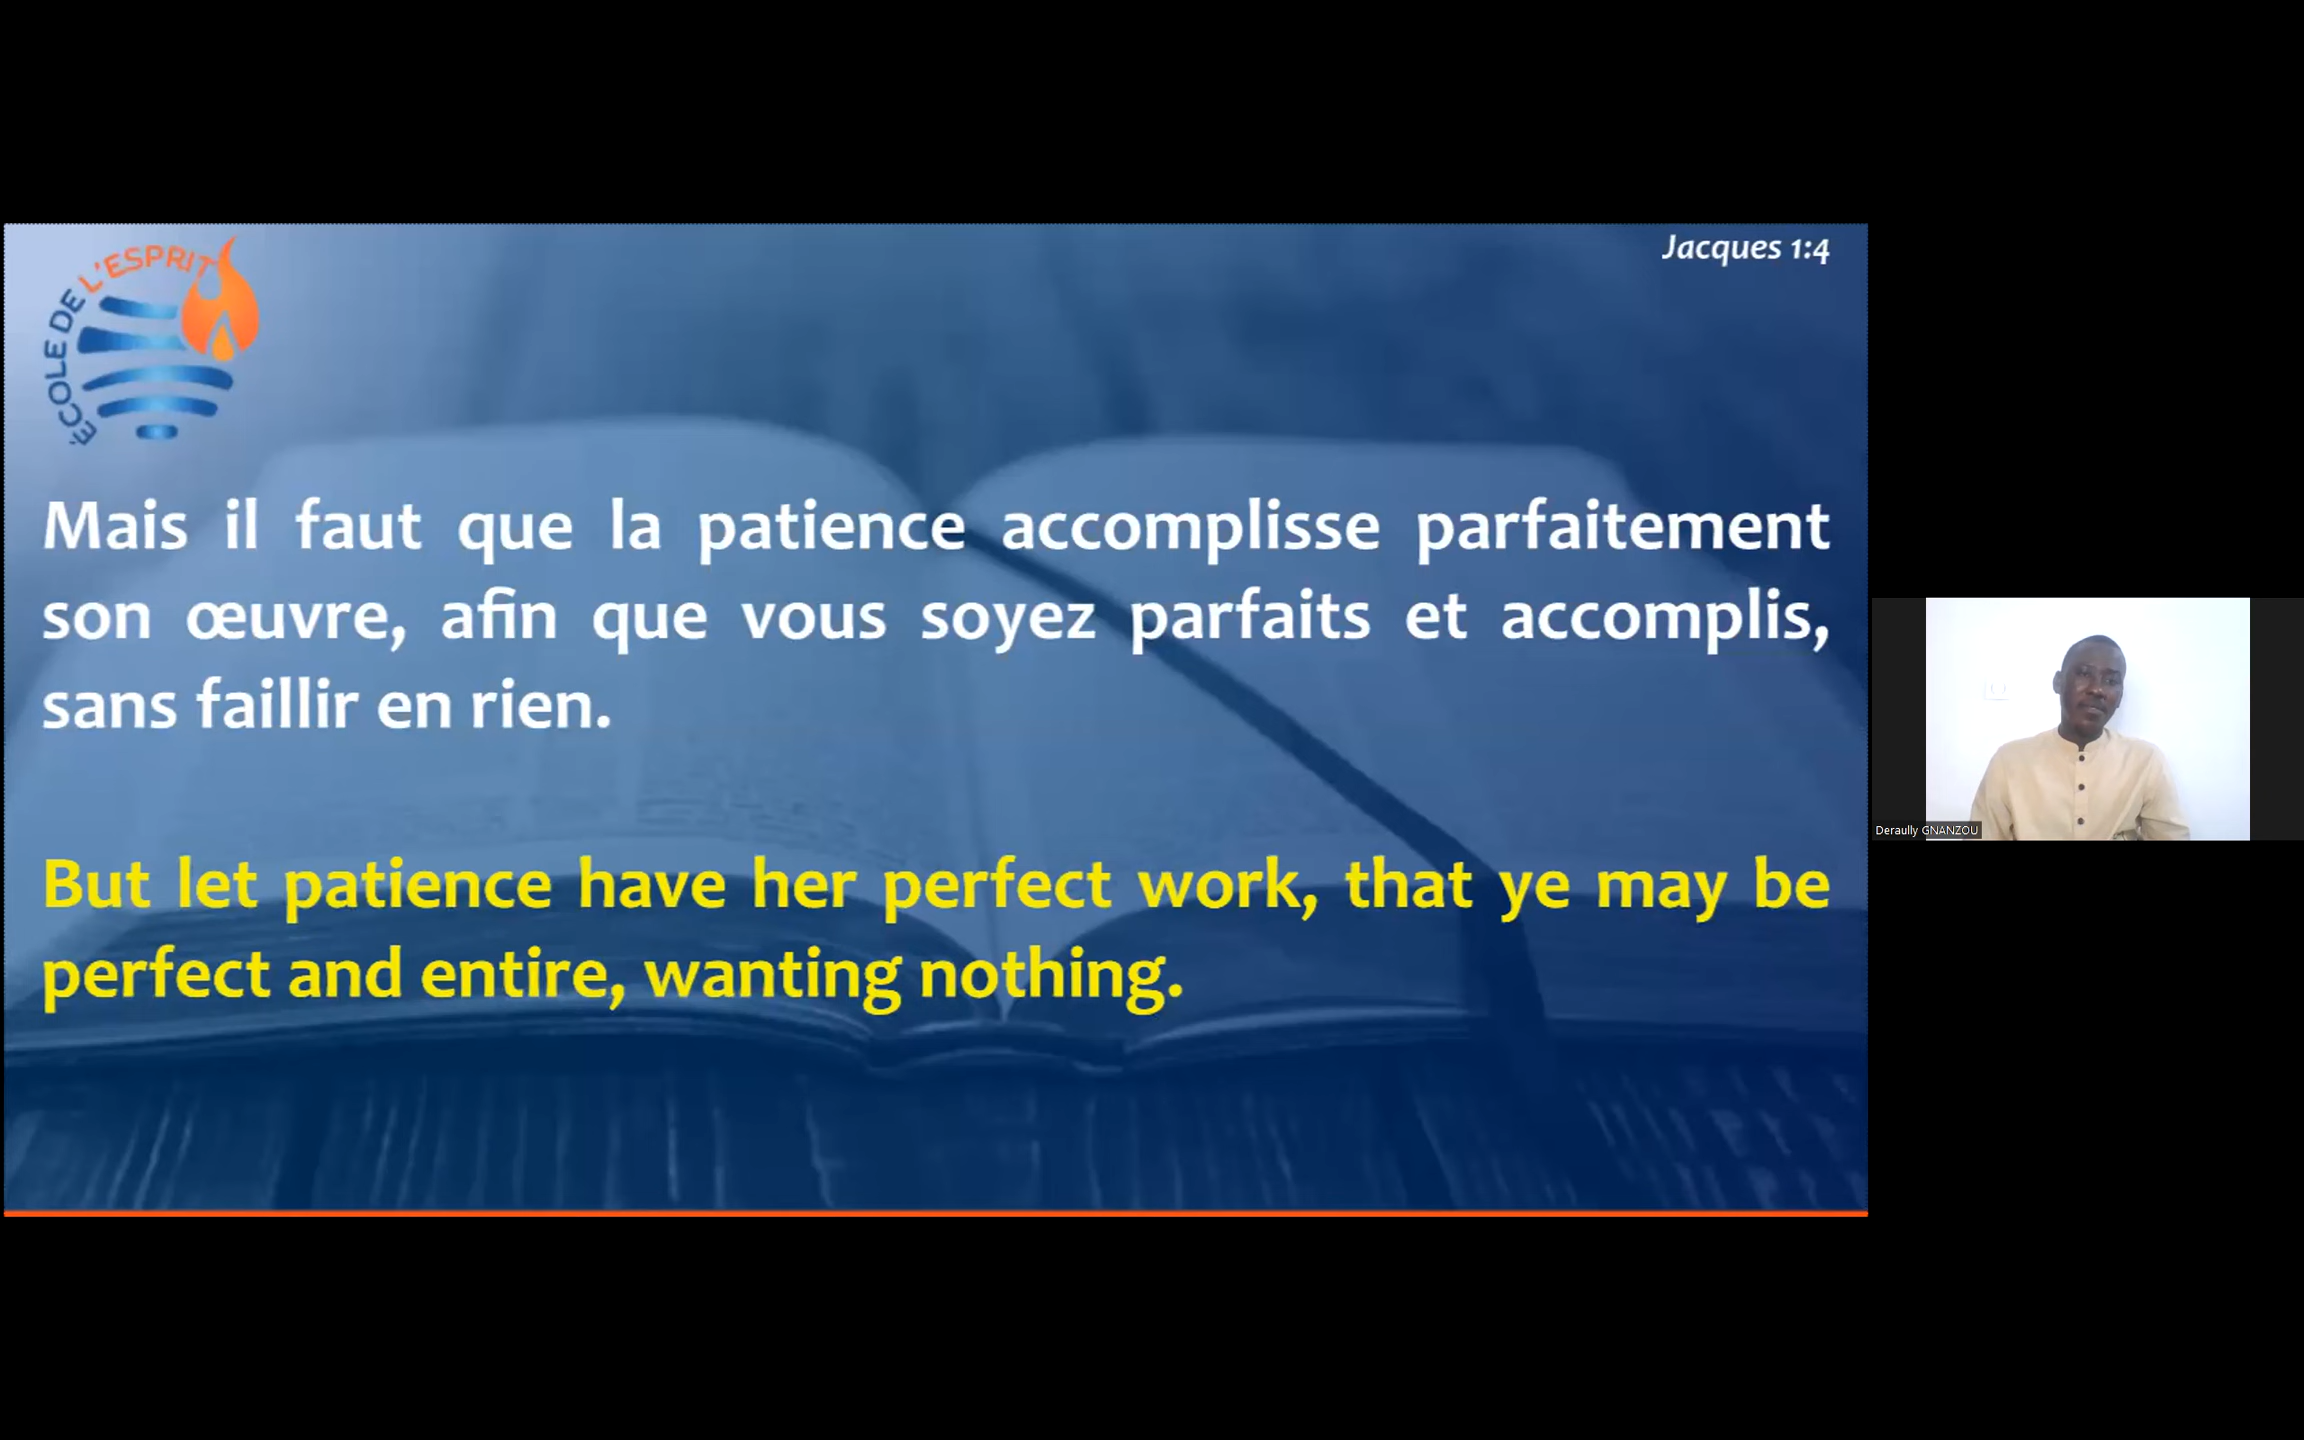 ÉCOLE DE L'ESPRIT
Jacques 1:4
Mais il faut que la patience accomplisse parfaitement
son œuvre, afin que vous soyez parfaits et accomplis,
sans faillir en rien.
But let patience have her perfect work, that ye may be
perfect and entire, wanting nothing.
Deraully GNANZOU